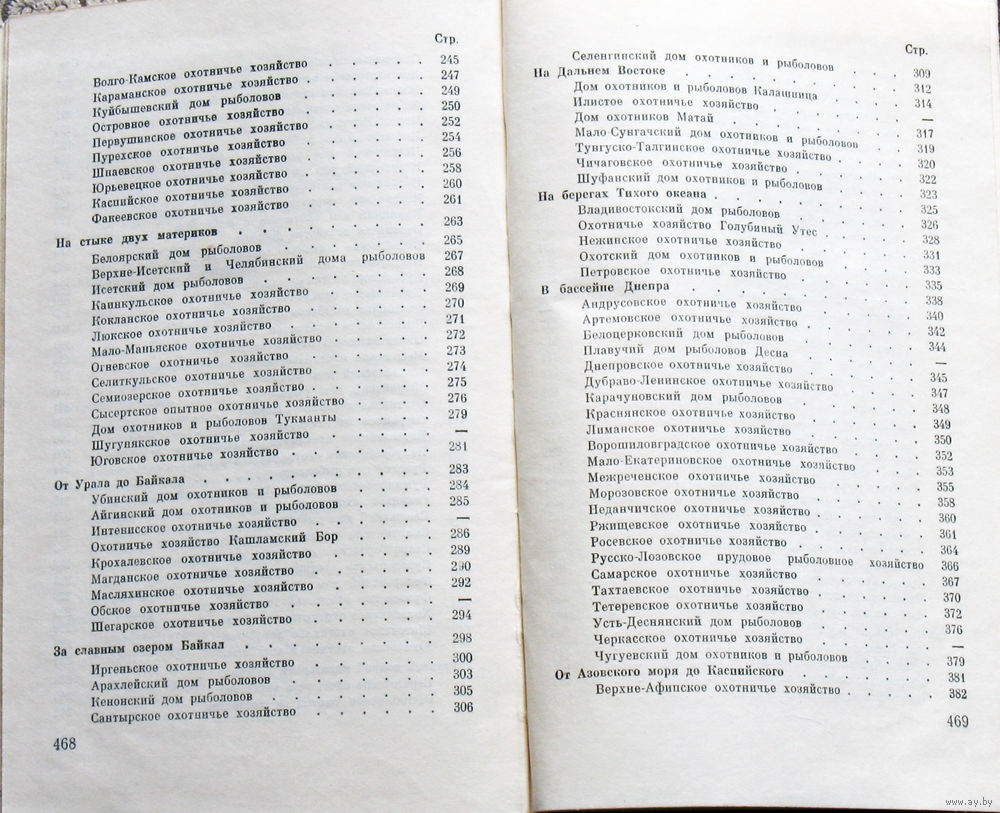 Стр.
Волго-Камское охотничье хозяйство . . . . . 245
Караманское охотничье хозяйство . . . . . 247
Куйбышевский дом рыболовов . . . . . 249
Островное охотничье хозяйство . . . . . 250
Первушинское охотничье хозяйство . . . . . 252
Пурехское охотничье хозяйство . . . . . 254
Шпаевское охотничье хозяйство . . . . . 256
Юрьевецкое охотничье хозяйство . . . . . 258
Каспийское охотничье хозяйство . . . . . 260
Факеевское охотничье хозяйство . . . . . 261
На стыке двух материков . . . . . 263
Белоярский дом рыболовов . . . . . 265
Верхне-Исетский и Челябинский дома рыболовов 267
Исетский дом рыболовов . . . . . 268
Кашкульское охотничье хозяйство . . . . . 269
Кокланское охотничье хозяйство . . . . . 270
Люкское охотничье хозяйство . . . . . 271
Мало-Маньяское охотничье хозяйство . . . . . 272
Огневское охотничье хозяйство . . . . . 273
Селиткульское охотничье хозяйство . . . . . 274
Семиозерское охотничье хозяйство . . . . . 275
Сысертское опытное охотничье хозяйство . . . . . 276
Дом охотников и рыболовов Тукманты . . . . . 279
Шугунякское охотничье хозяйство . . . . . —
Юговское охотничье хозяйство . . . . . 281
От Урала до Байкала . . . . . 283
Убинский дом охотников и рыболовов . . . . . 284
Айгинский дом охотников и рыболовов . . . . . 285
Интенисское охотничье хозяйство . . . . . —
Охотничье хозяйство Кашламский Бор . . . . . 286
Крохалевское охотничье хозяйство . . . . . 289
Магданское охотничье хозяйство . . . . . 290
Масляхинское охотничье хозяйство . . . . . 292
Обское охотничье хозяйство . . . . . —
Шегарское охотничье хозяйство . . . . . 294
За славным озером Байкал . . . . . 298
Иргеньское охотничье хозяйство . . . . . 300
Арахлейский дом рыболовов . . . . . 303
Кенонский дом рыболовов . . . . . 305
Сантырское охотничье хозяйство . . . . . 306
468
Стр.
Селенгинский дом охотников и рыболовов . . . 309
На Дальнем Востоке . . . . . 312
Дом охотников и рыболовов Калашница . . . . 314
Илистое охотничье хозяйство . . . . . —
Дом охотников Матай . . . . . 317
Мало-Сунгачский дом охотников и рыболовов . . 319
Тунгуско-Талгинское охотничье хозяйство . . . . 320
Чичаговское охотничье хозяйство . . . . . 322
Шуфанский дом охотников и рыболовов . . . . 323
На берегах Тихого океана . . . . . 325
Владивостокский дом рыболовов . . . . . 326
Охотничье хозяйство Голубиный Утес . . . . . 328
Нежинское охотничье хозяйство . . . . . 331
Охотский дом охотников и рыболовов . . . . 333
Петровское охотничье хозяйство . . . . . 335
В бассейне Днепра . . . . . 338
Андрусовское охотничье хозяйство . . . . . 340
Артемовское охотничье хозяйство . . . . . 342
Белоцерковский дом рыболовов . . . . . 344
Плавучий дом рыболовов Десна . . . . . —
Днепровское охотничье хозяйство . . . . . 345
Дубраво-Ленинское охотничье хозяйство . . . . 347
Карачуновский дом рыболовов . . . . . 348
Краснянское охотничье хозяйство . . . . . 349
Лиманское охотничье хозяйство . . . . . 350
Ворошиловградское охотничье хозяйство . . . . 352
Мало-Екатериновское охотничье хозяйство . . . 353
Межреченское охотничье хозяйство . . . . . 355
Морозовское охотничье хозяйство . . . . . 358
Неданчичское охотничье хозяйство . . . . . 360
Ржищевское охотничье хозяйство . . . . . 361
Росевское охотничье хозяйство . . . . . 364
Русско-Лозовское прудовое рыболовное хозяйство 366
Самарское охотничье хозяйство . . . . . 367
Тахтаевское охотничье хозяйство . . . . . 370
Тетеревское охотничье хозяйство . . . . . 372
Усть-Деснянский дом рыболовов . . . . . 376
Черкасское охотничье хозяйство . . . . . —
Чугуевский дом охотников и рыболовов . . . . 379
От Азовского моря до Каспийского . . . . . 381
Верхне-Афипское охотничье хозяйство . . . . 382
469
www.ay.by